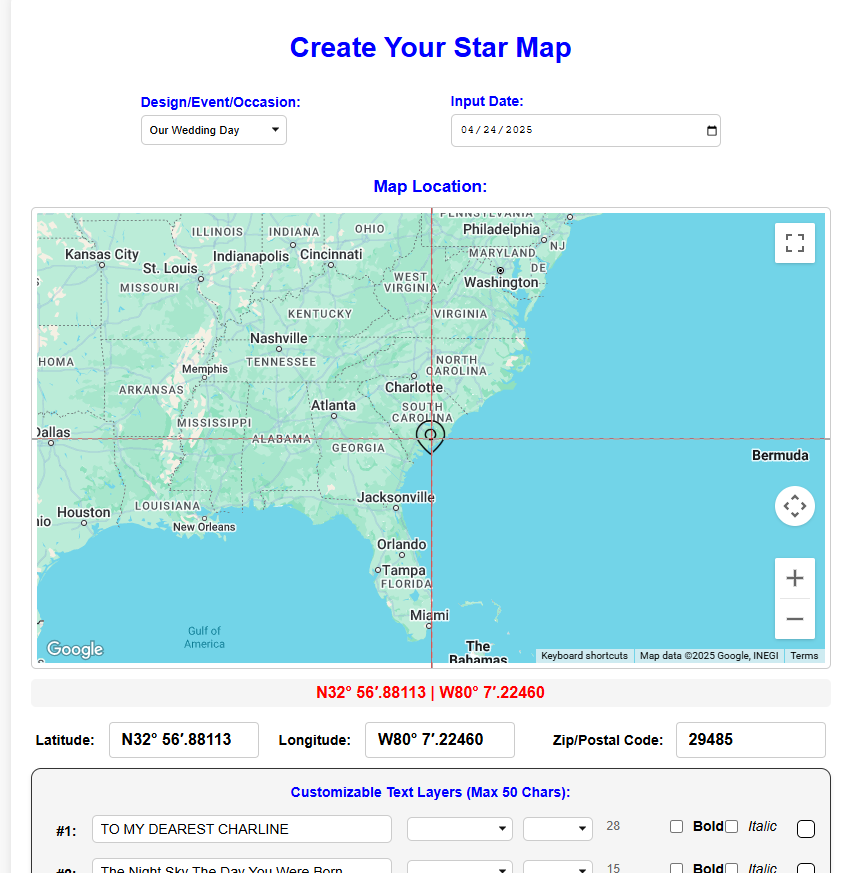 Create Your Star Map
Design/Event/Occasion:
Input Date:
Our Wedding Day
04/24/2025
Map Location:
PENNSYLVANIA
ILLINOIS
INDIANA
OHIO
Philadelphia
NJ
Kansas City
Indianapolis
Cincinnati
MARYLAND
St. Louis
DE
MISSOURI
WEST
VIRGINIA
Washington
KENTUCKY
VIRGINIA
Nashville
HOMA
TENNESSEE
NORTH
CAROLINA
Memphis
ARKANSAS
Charlotte
Atlanta
SOUTH
CAROLINA
MISSISSIPPI
Dallas
ALABAMA
GEORGIA
Bermuda
Jacksonville
LOUISIANA
Houston
nio
New Orleans
Orlando
Tampa
FLORIDA
Miami
Gulf of
America
The
Bahamas
Google
Keyboard shortcuts
Map data ©2025 Google, INEGI
Terms
N32° 56′.88113 | W80° 7′.22460
Latitude: N32° 56′.88113 Longitude: W80° 7′.22460 Zip/Postal Code: 29485
Customizable Text Layers (Max 50 Chars):
#1: TO MY DEAREST CHARLINE 28 Bold Italic
#2: The Night Sky The Day You Were Born 15 Bold Italic